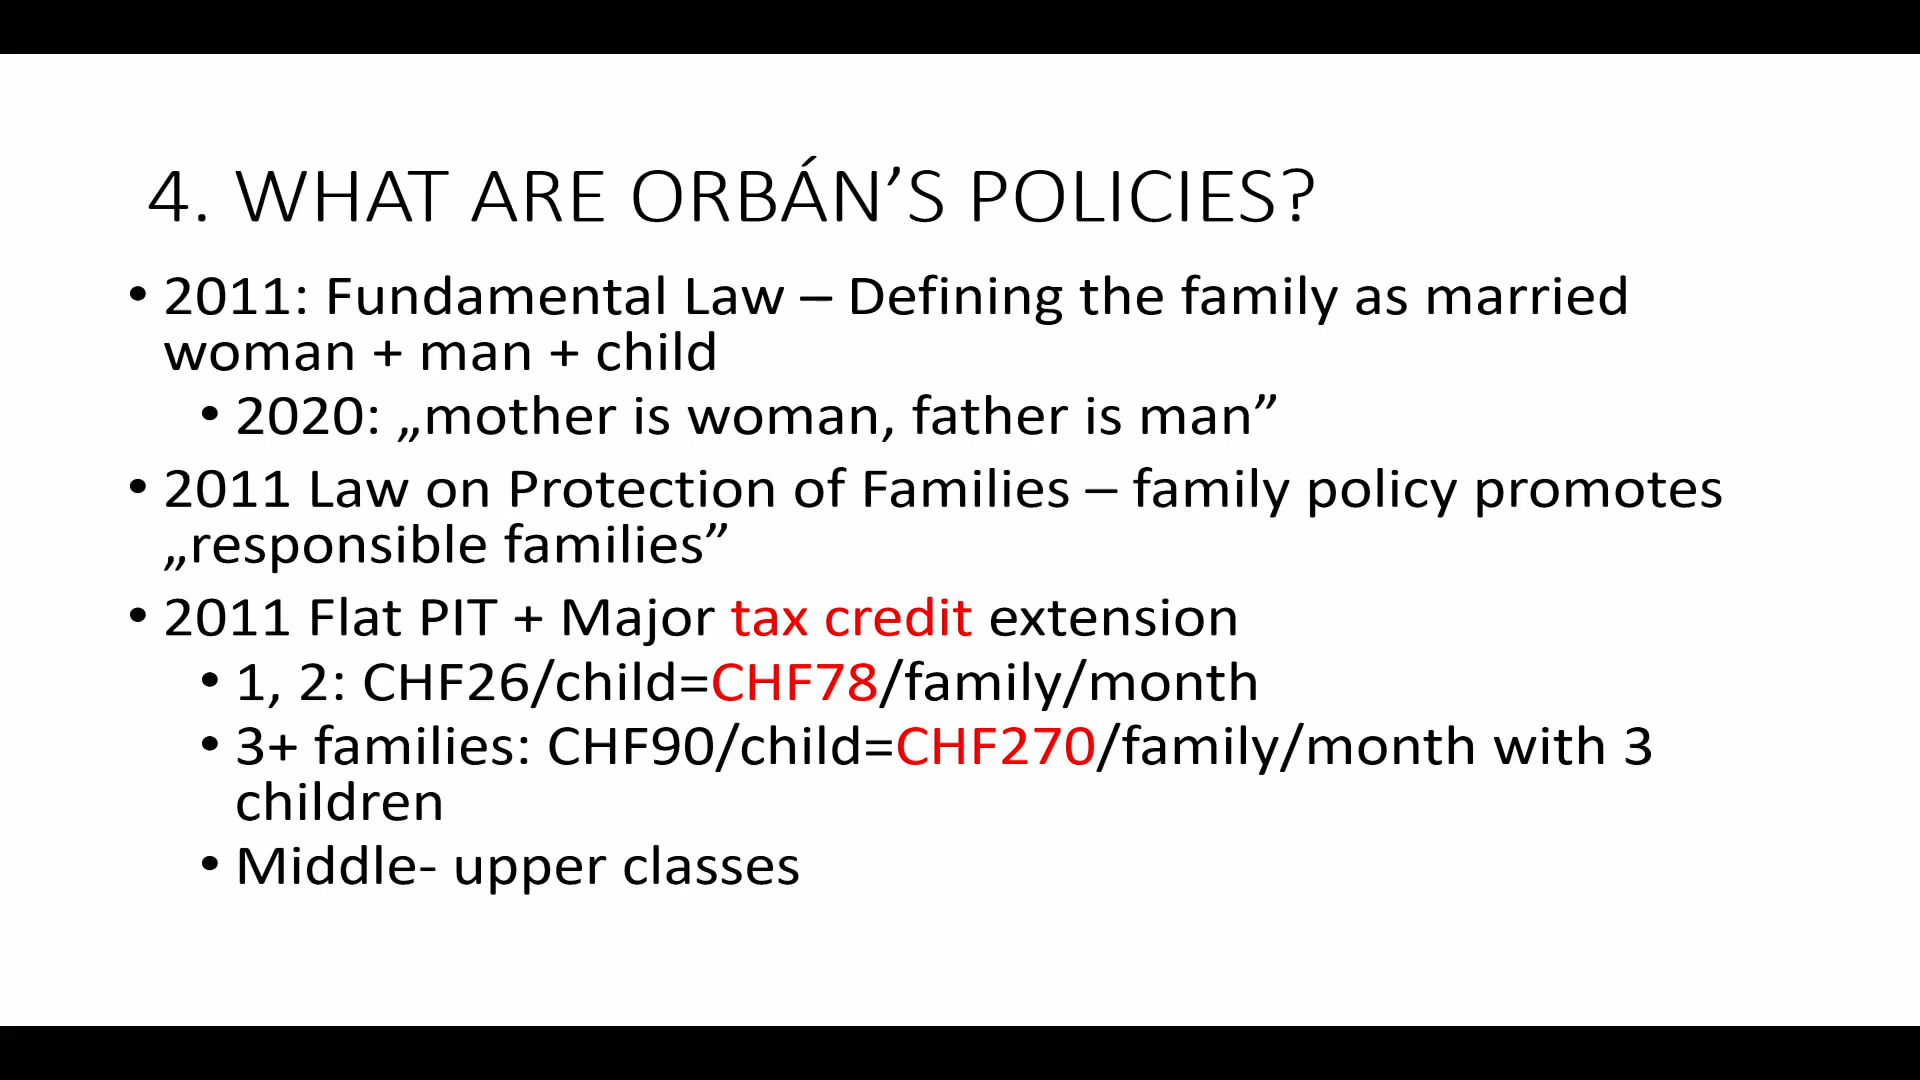 4. WHAT ARE ORBÁN’S POLICIES?
• 2011: Fundamental Law – Defining the family as married
woman + man + child
• 2020: „mother is woman, father is man”
• 2011 Law on Protection of Families – family policy promotes
„responsible families”
• 2011 Flat PIT + Major tax credit extension
• 1, 2: CHF26/child=CHF78/family/month
• 3+ families: CHF90/child=CHF270/family/month with 3
children
• Middle- upper classes